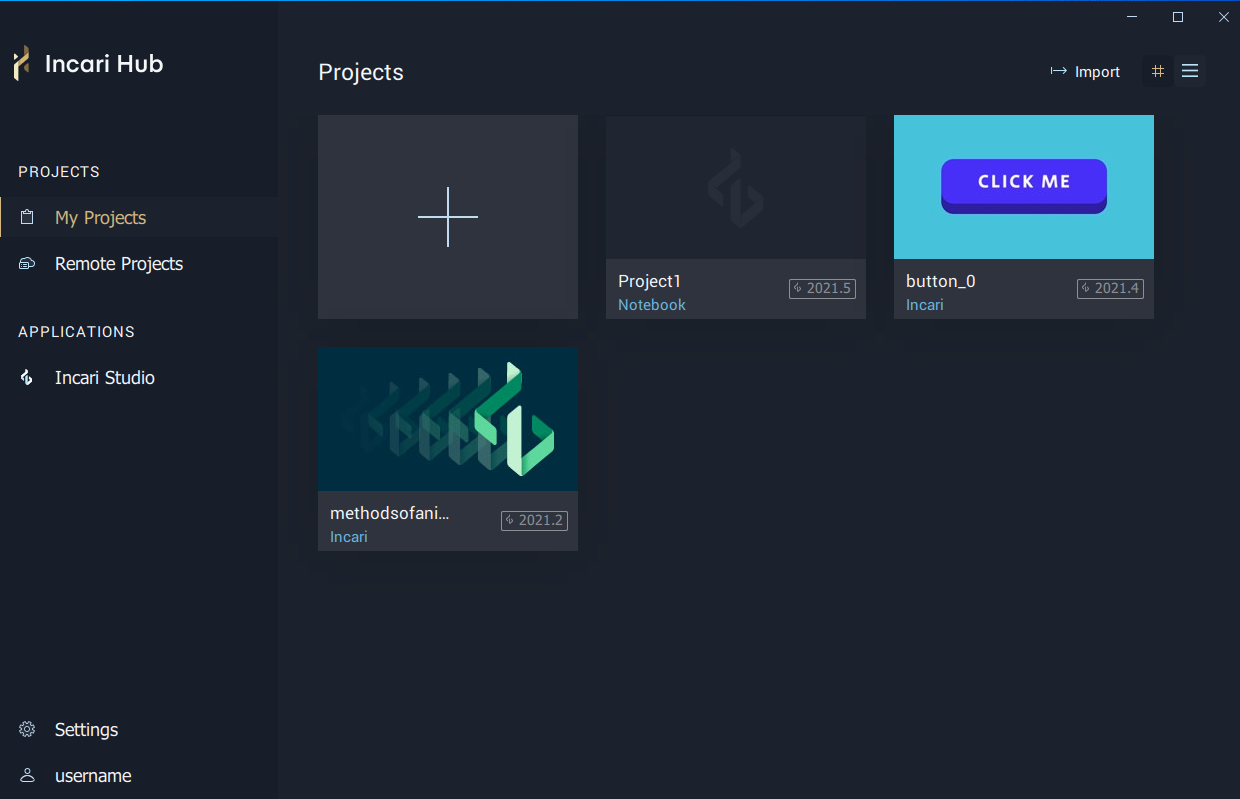 Incari Hub
PROJECTS
My Projects
Remote Projects
APPLICATIONS
Incari Studio
Settings
username
Projects
Import
CLICK ME
Project1
2021.5
Notebook
button_0
2021.4
Incari
methodsofani...
2021.2
Incari